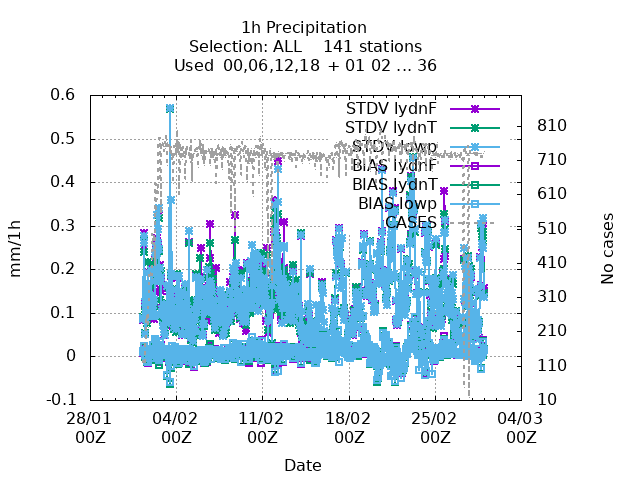 1h Precipitation
Selection: ALL    141 stations
Used  00,06,12,18 + 01 02 ... 36
STDV lydnF
STDV lydnT
STDV lowp
BIAS lydnF
BIAS lydnT
BIAS lowp
CASES
mm/1h
0.6
0.5
0.4
0.3
0.2
0.1
0
-0.1
No cases
810
710
610
510
410
310
210
110
10
28/01 04/02 11/02 18/02 25/02 04/03
00Z 00Z 00Z 00Z 00Z 00Z
Date